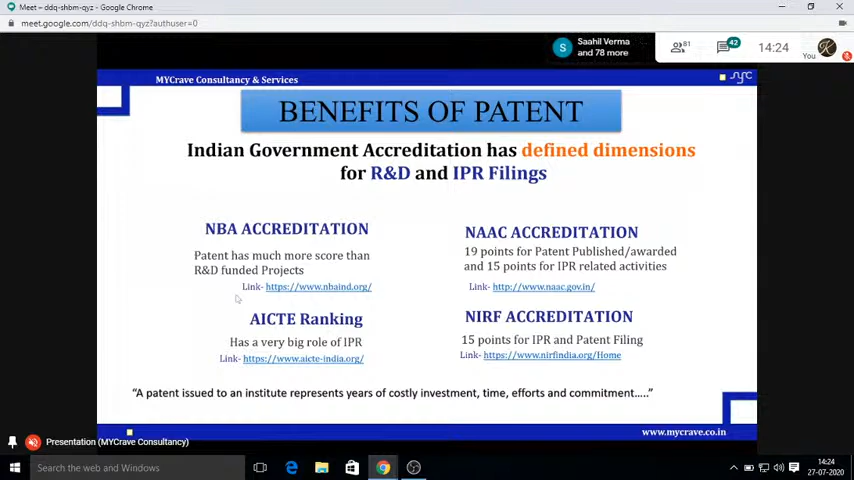 Meet – ddq-shbm-qyz - Google Chrome
meet.google.com/ddq-shbm-qyz?authuser=0
S
Saahil Verma
and 78 more
81
42
14:24
You
MYCrave Consultancy & Services
BENEFITS OF PATENT
Indian Government Accreditation has defined dimensions
for R&D and IPR Filings
NBA ACCREDITATION
Patent has much more score than
R&D funded Projects
Link- https://www.nbaind.org/
NAAC ACCREDITATION
19 points for Patent Published/awarded
and 15 points for IPR related activities
Link- http://www.naac.gov.in/
AICTE Ranking
Has a very big role of IPR
Link- https://www.aicte-india.org/
NIRF ACCREDITATION
15 points for IPR and Patent Filing
Link- https://www.nirfindia.org/Home
“A patent issued to an institute represents years of costly investment, time, efforts and commitment.....”
www.mycrave.co.in
Presentation (MYCrave Consultancy)
Search the web and Windows
14:24
27-07-2020